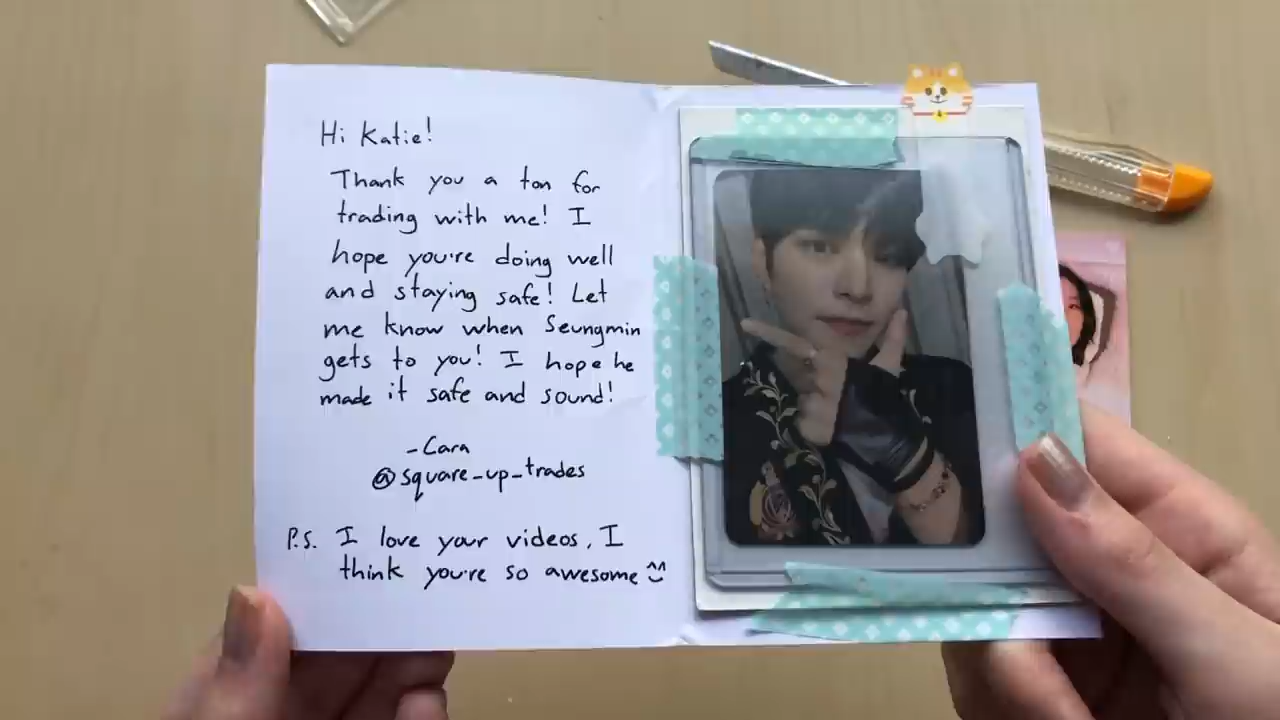 Hi Katie!
Thank you a ton for
trading with me! I
hope you're doing well
and staying safe! Let
me know when Seungmin
gets to you! I hope he
made it safe and sound!
-Cara
@square_up_trades
P.S. I love your videos, I
think you're so awesome ^^